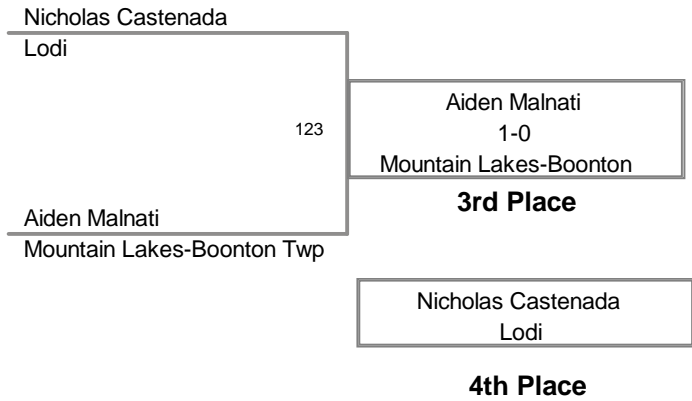 Nicholas Castenada
Lodi
Aiden Malnati
123
1-0
Mountain Lakes-Boonton
3rd Place
Aiden Malnati
Mountain Lakes-Boonton Twp
Nicholas Castenada
Lodi
4th Place